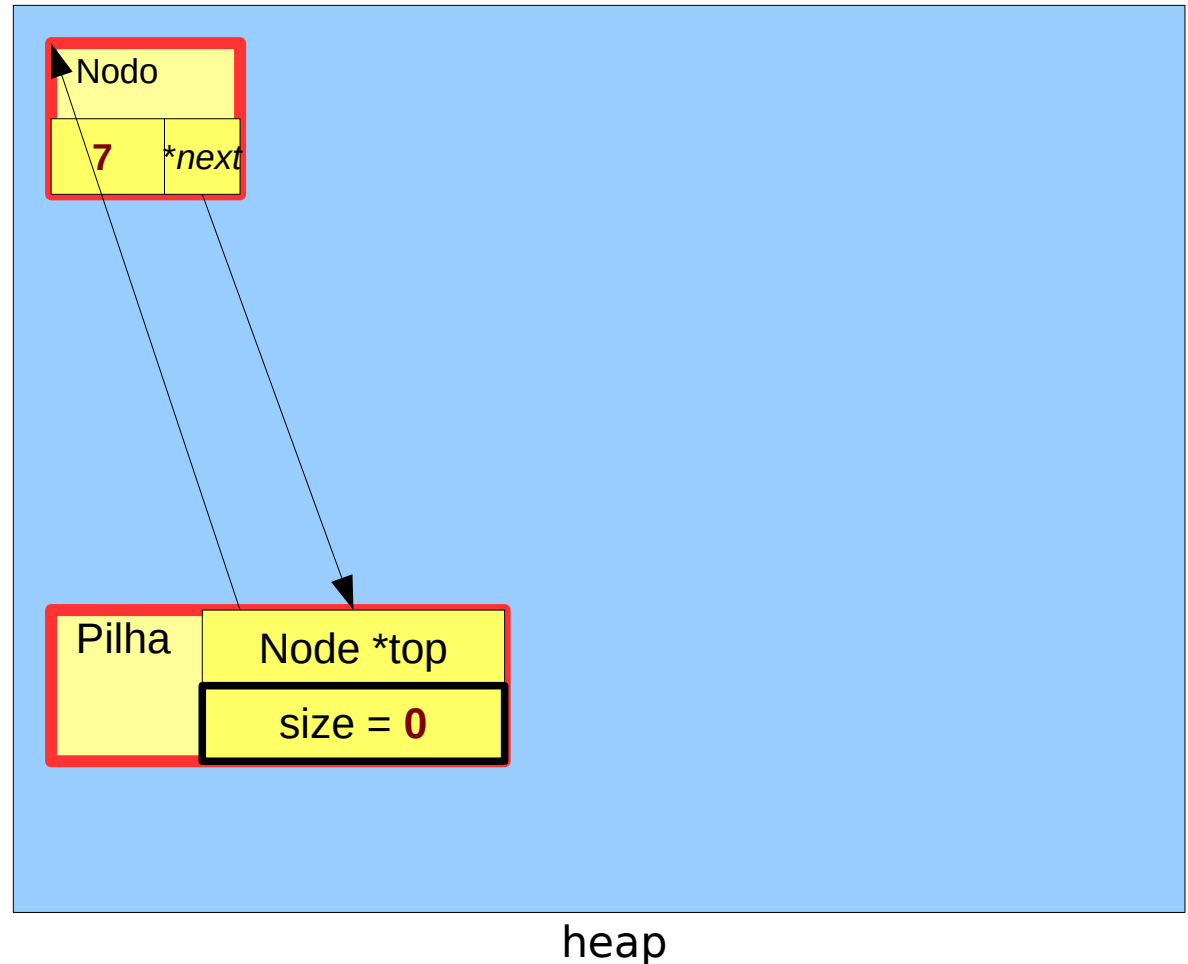 Nodo
7 *next
Pilha
Node *top
size = 0
heap